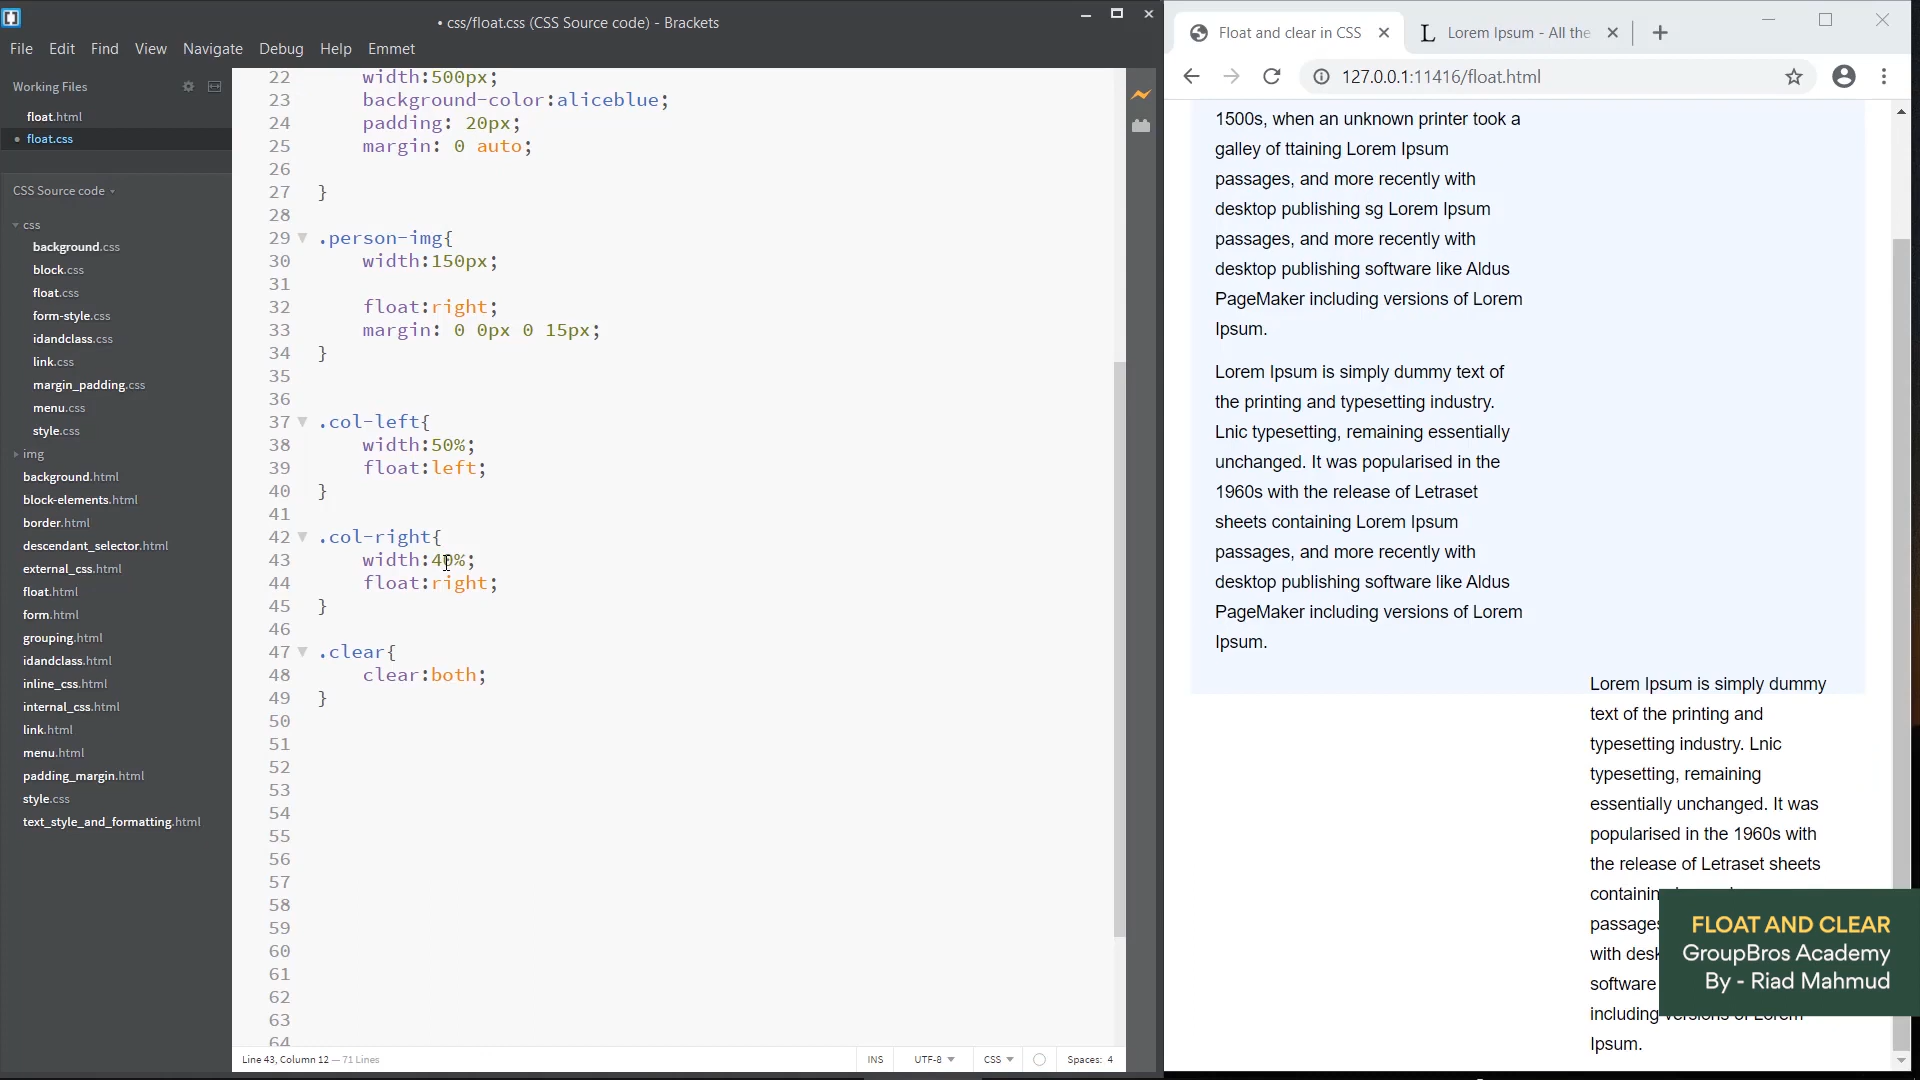 • css/float.css (CSS Source code) - Brackets
File Edit Find View Navigate Debug Help Emmet
Working Files
float.html
• float.css
CSS Source code
css
background.css
block.css
float.css
form-style.css
idandclass.css
link.css
margin_padding.css
menu.css
style.css
img
background.html
block-elements.html
border.html
descendant_selector.html
external_css.html
float.html
form.html
grouping.html
idandclass.html
inline_css.html
internal_css.html
link.html
menu.html
padding_margin.html
style.css
text_style_and_formatting.html
22 width:500px;
23 background-color:aliceblue;
24 padding: 20px;
25 margin: 0 auto;
26
27 }
28
29 .person-img{
30 width:150px;
31
32 float:right;
33 margin: 0 0px 0 15px;
34 }
35
36
37 .col-left{
38 width:50%;
39 float:left;
40 }
41
42 .col-right{
43 width:40%;
44 float:right;
45 }
46
47 .clear{
48 clear:both;
49 }
50
51
52
53
54
55
56
57
58
59
60
61
62
63
64
Line 43, Column 12 — 71 Lines
INS UTF-8 CSS Spaces: 4
Float and clear in CSS
L Lorem Ipsum - All the
127.0.0.1:11416/float.html
1500s, when an unknown printer took a
galley of ttaining Lorem Ipsum
passages, and more recently with
desktop publishing sg Lorem Ipsum
passages, and more recently with
desktop publishing software like Aldus
PageMaker including versions of Lorem
Ipsum.
Lorem Ipsum is simply dummy text of
the printing and typesetting industry.
Lnic typesetting, remaining essentially
unchanged. It was popularised in the
1960s with the release of Letraset
sheets containing Lorem Ipsum
passages, and more recently with
desktop publishing software like Aldus
PageMaker including versions of Lorem
Ipsum.
Lorem Ipsum is simply dummy
text of the printing and
typesetting industry. Lnic
typesetting, remaining
essentially unchanged. It was
popularised in the 1960s with
the release of Letraset sheets
containin
passages
with desk
software
including versions of Lorem
Ipsum.
FLOAT AND CLEAR
GroupBros Academy
By - Riad Mahmud